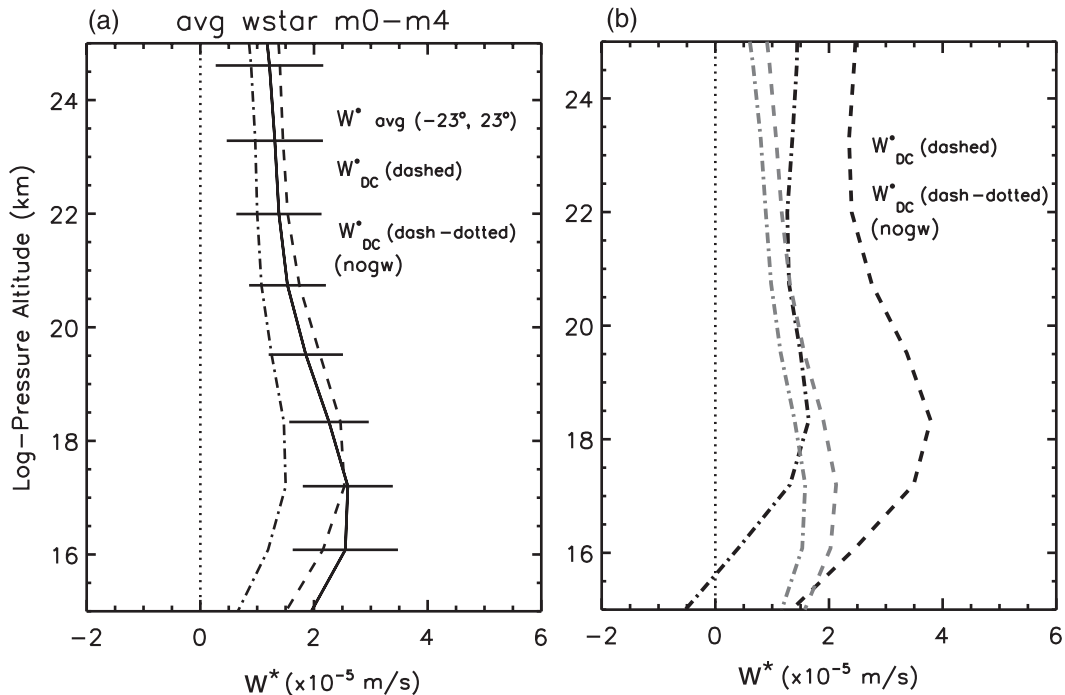 (a) avg wstar m0−m4
Log−Pressure Altitude (km)
24
22
20
18
16
W* avg (−23°, 23°)
W*DC (dashed)
W*DC (dash−dotted)
(nogw)
−2 0 2 4 6
W* (x10−5 m/s)
(b)
24
22
20
18
16
W*DC (dashed)
W*DC (dash−dotted)
(nogw)
−2 0 2 4 6
W* (x10−5 m/s)